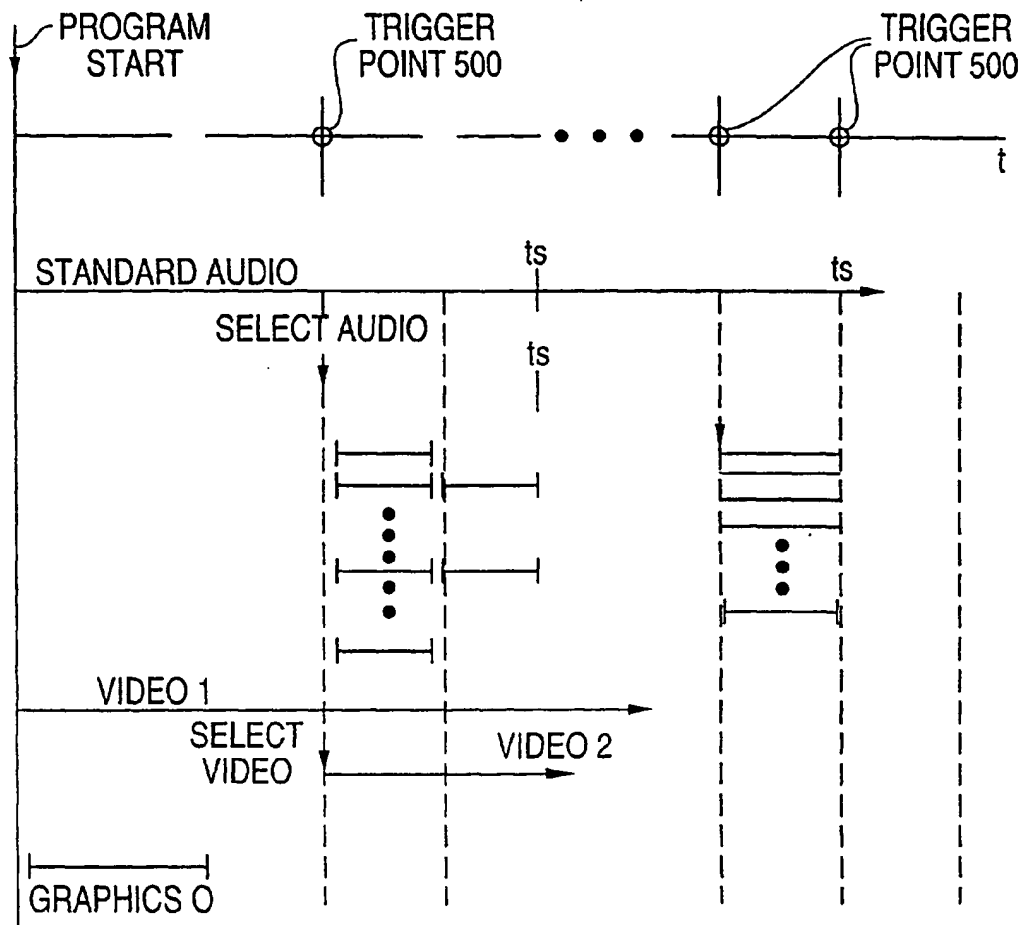 PROGRAM
START
TRIGGER
POINT 500
TRIGGER
POINT 500
t
STANDARD AUDIO
ts
ts
SELECT AUDIO
ts
VIDEO 1
SELECT
VIDEO
VIDEO 2
GRAPHICS O